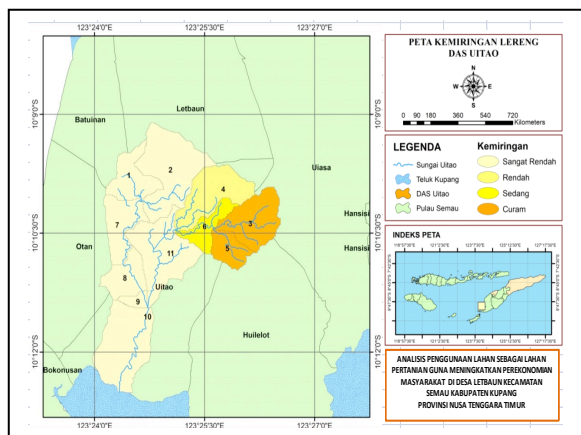 123°24'0"E 123°25'30"E 123°27'0"E
10°9'0"S
10°10'30"S
10°12'0"S
Letbaun
Batuinan
Uiasa
1
2
4
7
3
6
5
11
Hansisi
Hansisi
Otan
8
Uitao
9
10
Huilelot
Bokonusan
10°9'0"S
10°10'30"S
10°12'0"S
123°24'0"E 123°25'30"E 123°27'0"E
PETA KEMIRINGAN LERENG
DAS UITAO
N
W E
S
0 90 180 360 540 720
Kilometers
LEGENDA
Sungai Uitao
Teluk Kupang
DAS Uitao
Pulau Semau
Kemiringan
Sangat Rendah
Rendah
Sedang
Curam
INDEKS PETA
ANALISIS PENGGUNAAN LAHAN SEBAGAI LAHAN
PERTANIAN GUNA MENINGKATKAN PEREKONOMIAN
MASYARAKAT DI DESA LETBAUN KECAMATAN
SEMAU KABUPATEN KUPANG
PROVINSI NUSA TENGGARA TIMUR